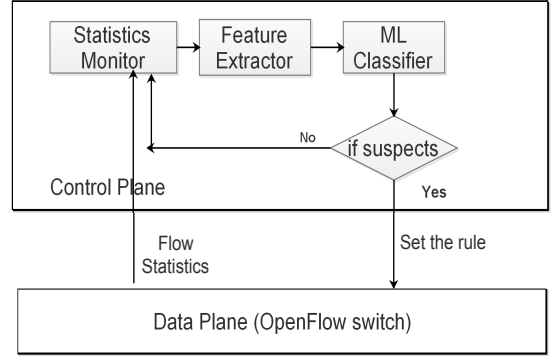 Statistics
Monitor
Feature
Extractor
ML
Classifier
if suspects
No
Yes
Control Plane
Flow
Statistics
Set the rule
Data Plane (OpenFlow switch)